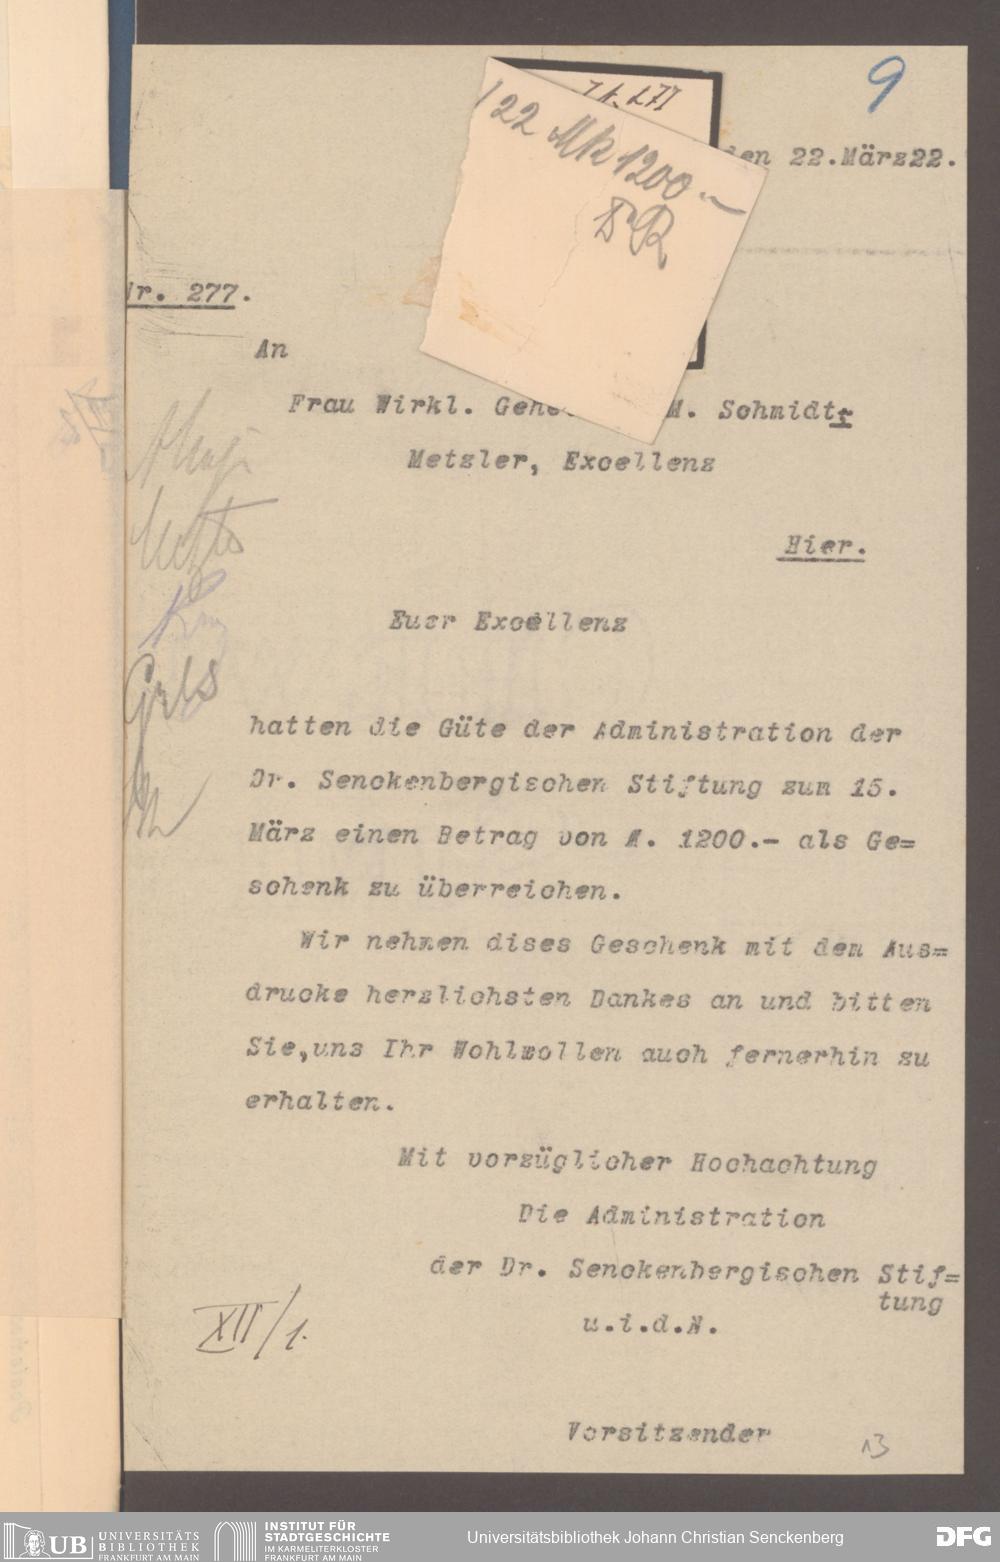 9
122 Mk 1200.-
den 22.März22.
Nr. 277.
An
Frau Wirkl. M. Schmidt-
Metzler, Excellenz
Hier.
Euer Excellenz
hatten die Güte der Administration der
Dr. Senckenbergischen Stiftung zum 15.
März einen Betrag von M. 1200.- als Ge=
schenk zu überreichen.
Wir nehmen dises Geschenk mit dem Aus=
drucke herzlichsten Dankes an und bitten
Sie,uns Ihr Wohlwollen auch fernerhin zu
erhalten.
Mit vorzüglicher Hochachtung
Die Administration
der Dr. Senckenbergischen Stif=
tung
u.i.d.N.
XII/1.
Vorsitzender
13
UB UNIVERSITÄTS
BIBLIOTHEK
FRANKFURT AM MAIN
INSTITUT FÜR
STADTGESCHICHTE
IM KARMELITERKLOSTER
FRANKFURT AM MAIN
Universitätsbibliothek Johann Christian Senckenberg
DFG